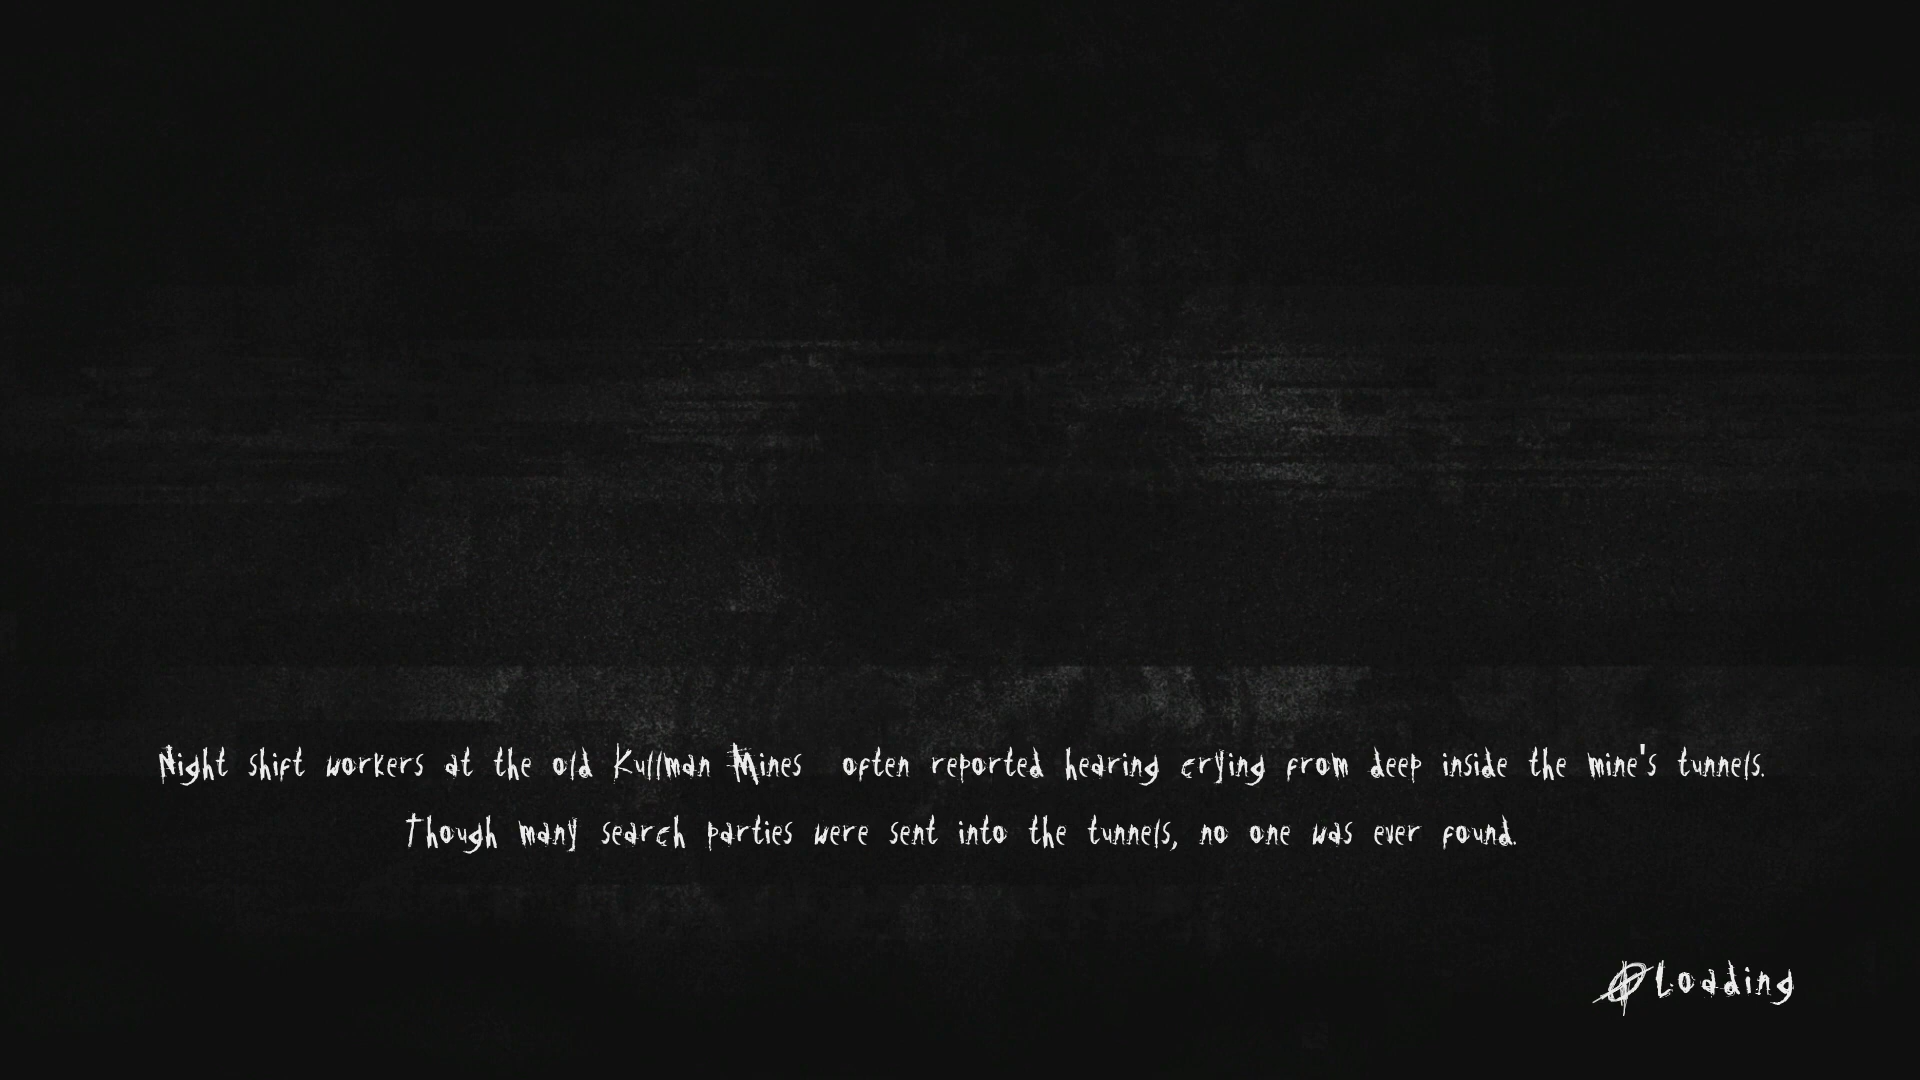 Night shift workers at the old Kullman Mines often reported hearing crying from deep inside the mine's tunnels.
Though many search parties were sent into the tunnels, no one was ever found.
Loading